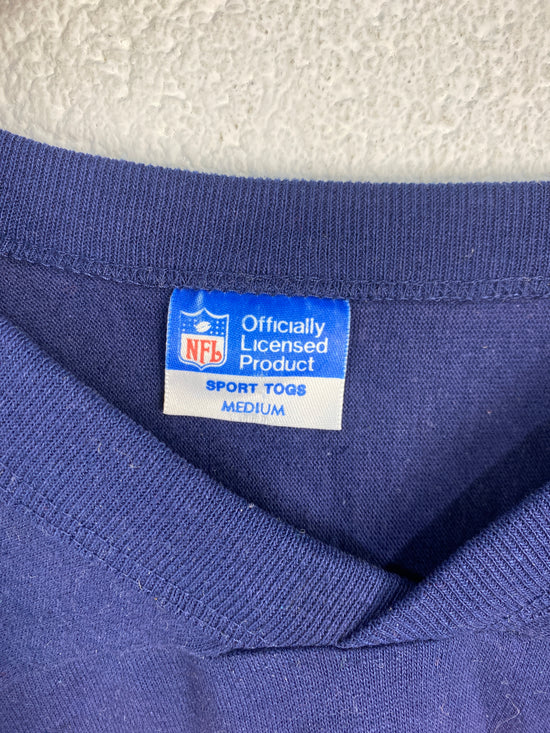 NFL
Officially
Licensed
Product
SPORT TOGS
MEDIUM